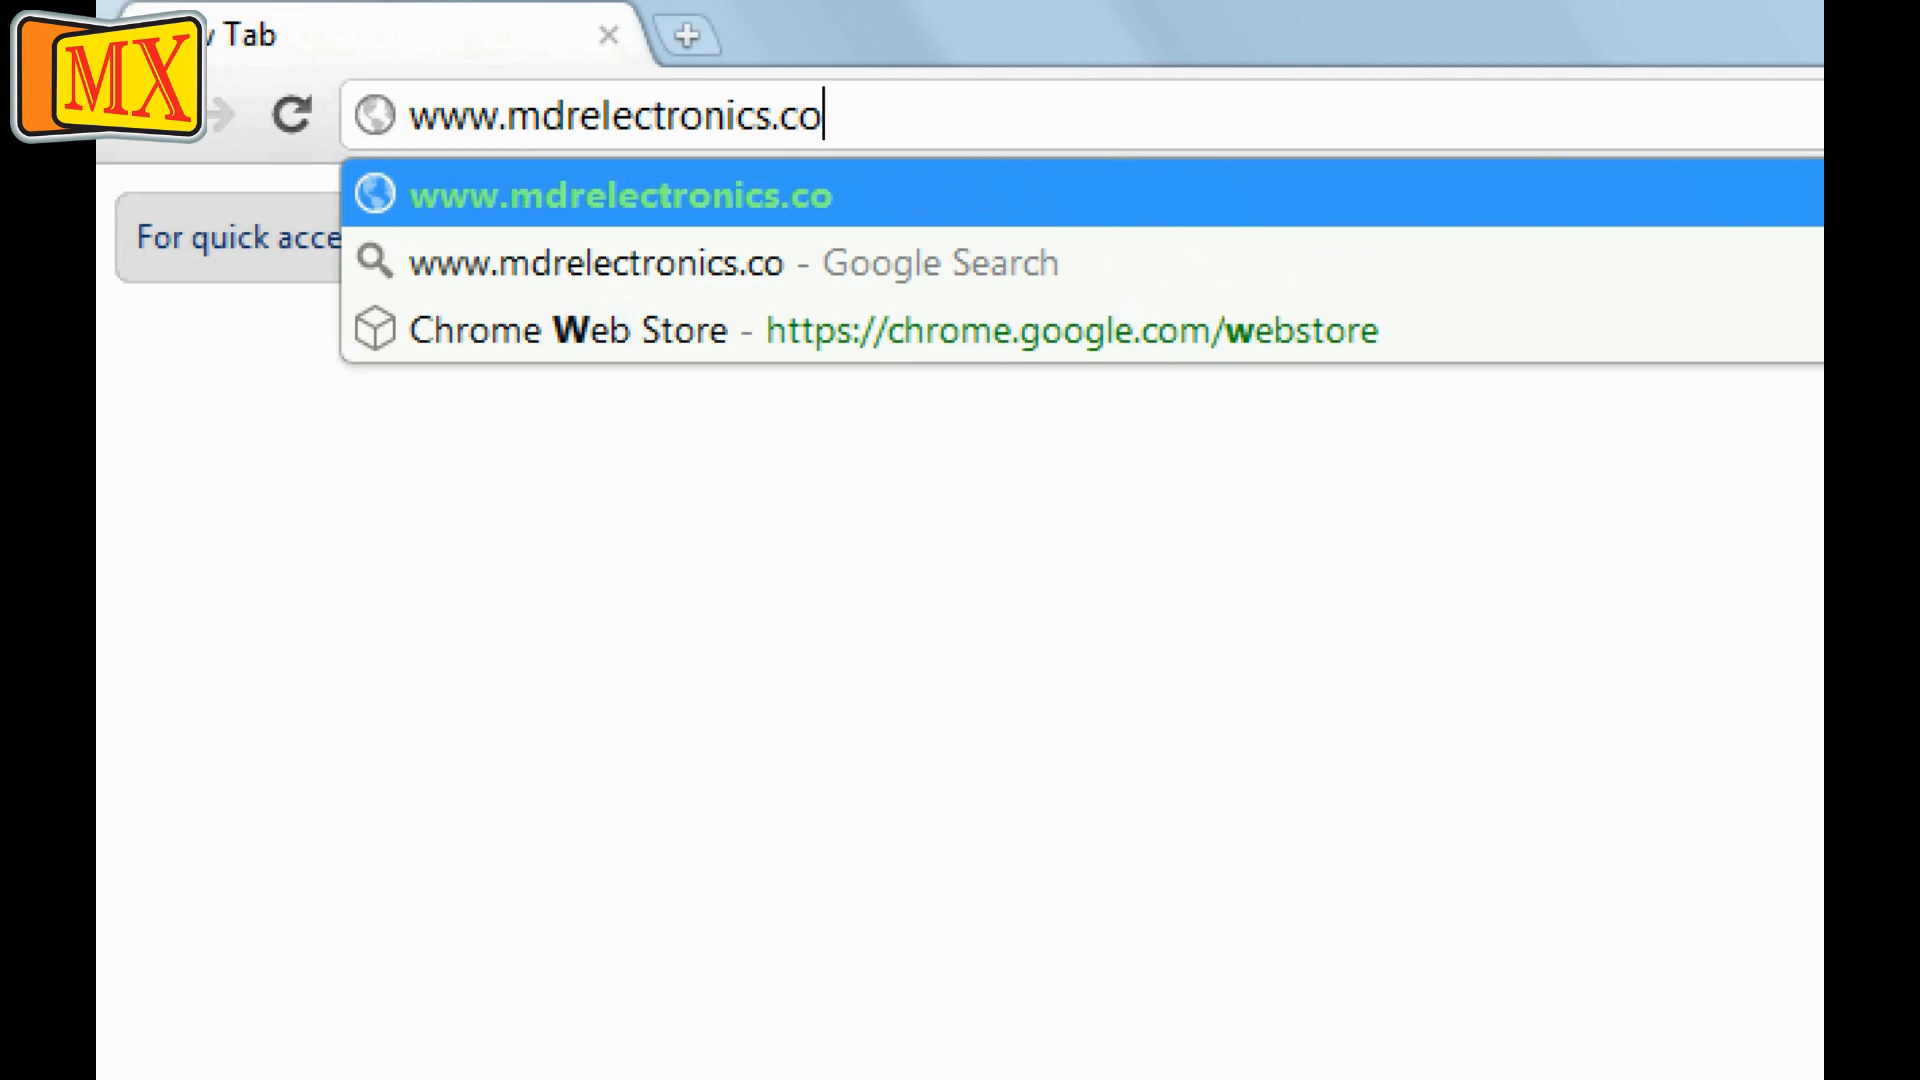 MX
Tab
www.mdrelectronics.co
www.mdrelectronics.co
For quick acce
www.mdrelectronics.co - Google Search
Chrome Web Store - https://chrome.google.com/webstore